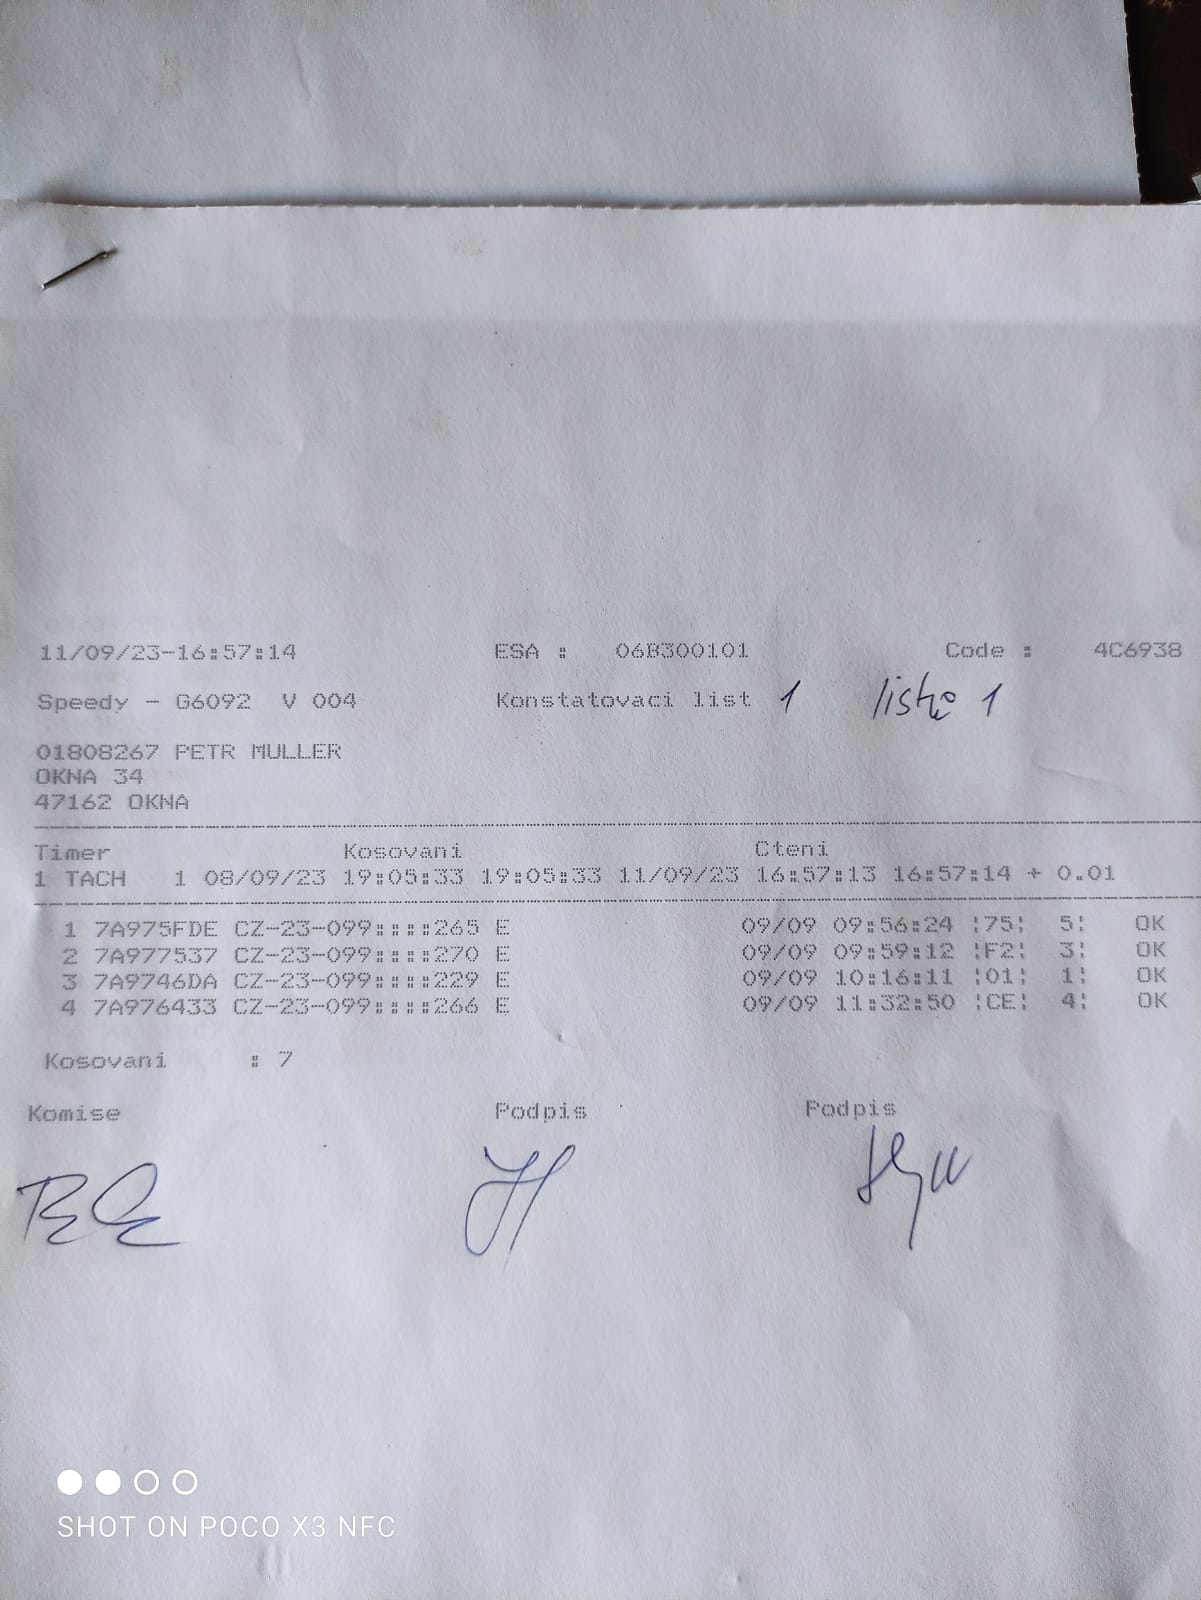 11/09/23-16:57:14 ESA : 06B300101 Code : 4C6938
Speedy - G6092 V 004 Konstatovaci list 1 1
01808267 PETR MULLER
OKNA 34
47162 OKNA
Timer Kosovani Cteni
1 TACH 1 08/09/23 19:05:33 19:05:33 11/09/23 16:57:13 16:57:14 + 0.01
1 7A975FDE CZ-23-099::::265 E 09/09 09:56:24 ¦75¦ 5¦ OK
2 7A977537 CZ-23-099::::270 E 09/09 09:59:12 ¦F2¦ 3¦ OK
3 7A9746DA CZ-23-099::::229 E 09/09 10:16:11 ¦01¦ 1¦ OK
4 7A976433 CZ-23-099::::266 E 09/09 11:32:50 ¦CE¦ 4¦ OK
Kosovani : 7
Komise Podpis Podpis
SHOT ON POCO X3 NFC